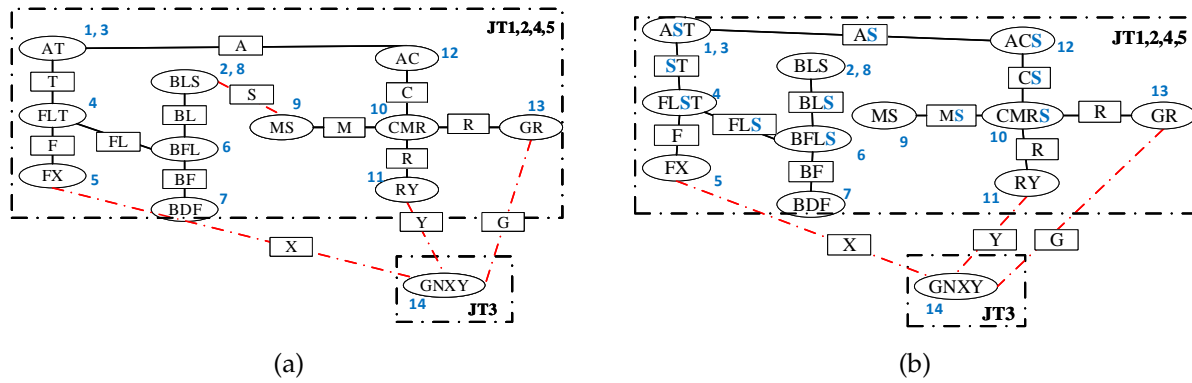 JT1,2,4,5
1, 3
AT
A
12
AC
T
BLS
2, 8
S
C
4
9
10
13
FLT
BL
MS
M
CMR
R
GR
F
FL
BFL
6
R
FX
5
BF
11
RY
7
BDF
Y
G
X
GNXY
14
JT3
(a)
JT1,2,4,5
AST
AS
ACS
12
1, 3
ST
BLS
2, 8
CS
13
FLST
4
BLS
MS
MS
CMRS
R
GR
F
FLS
BFLS
9
10
6
R
FX
5
BF
7
RY
11
BDF
X
Y
G
GNXY
14
JT3
(b)